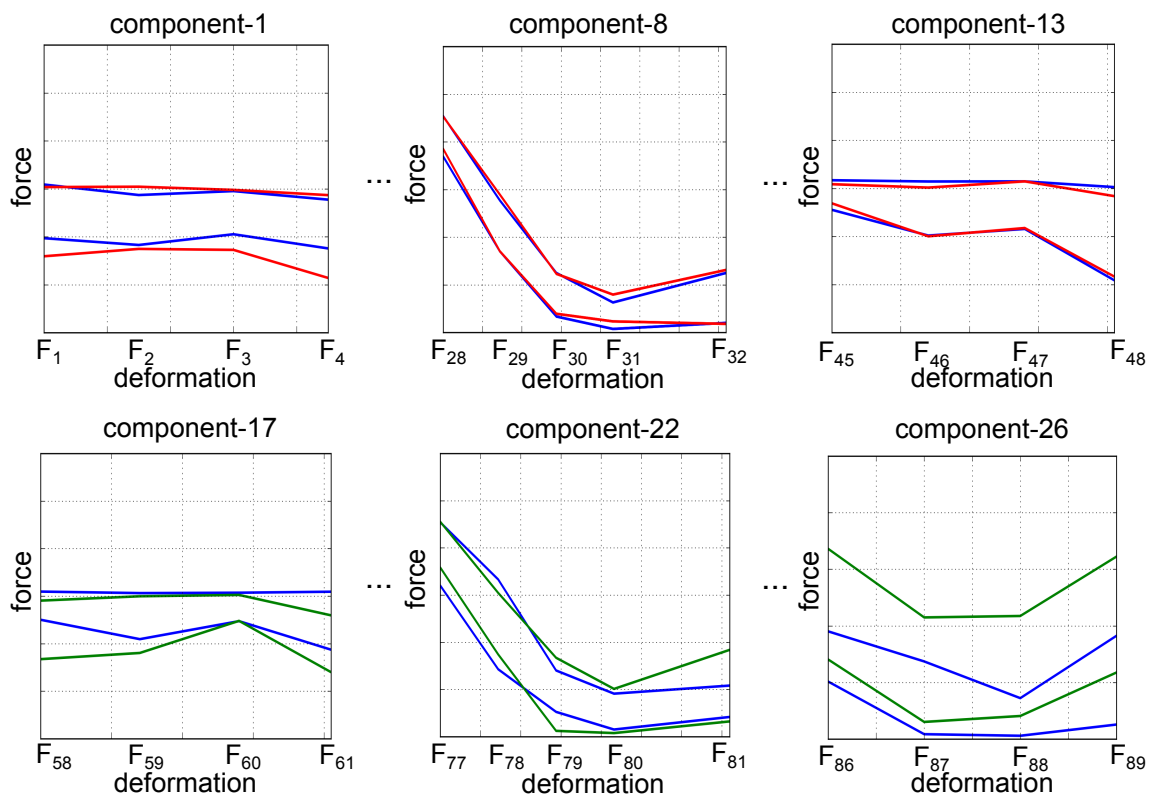 component-1
component-8
component-13
force
force
force
...
...
F₁ F₂ F₃ F₄
F₂₈ F₂₉ F₃₀ F₃₁ F₃₂
F₄₅ F₄₆ F₄₇ F₄₈
deformation
deformation
deformation
component-17
component-22
component-26
force
force
force
...
...
F₅₈ F₅₉ F₆₀ F₆₁
F₇₇ F₇₈ F₇₉ F₈₀ F₈₁
F₈₆ F₈₇ F₈₈ F₈₉
deformation
deformation
deformation